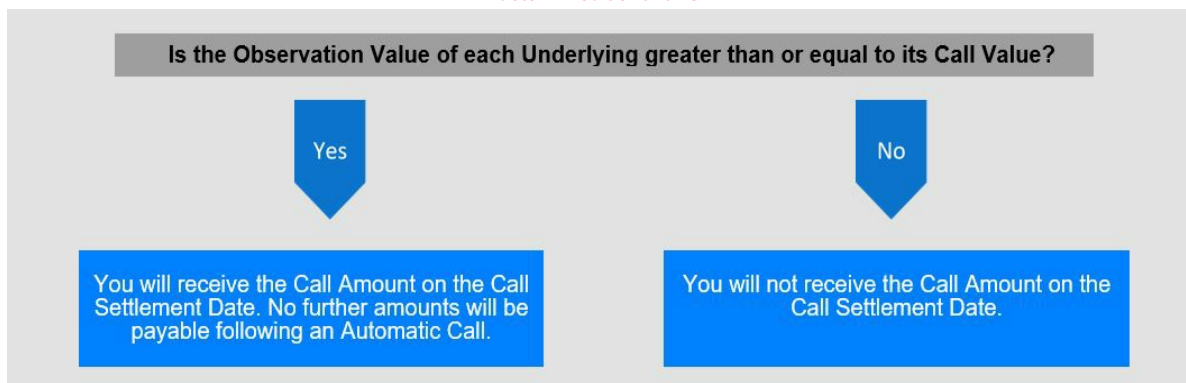 Is the Observation Value of each Underlying greater than or equal to its Call Value?
Yes
No
You will receive the Call Amount on the Call
Settlement Date. No further amounts will be
payable following an Automatic Call.
You will not receive the Call Amount on the
Call Settlement Date.